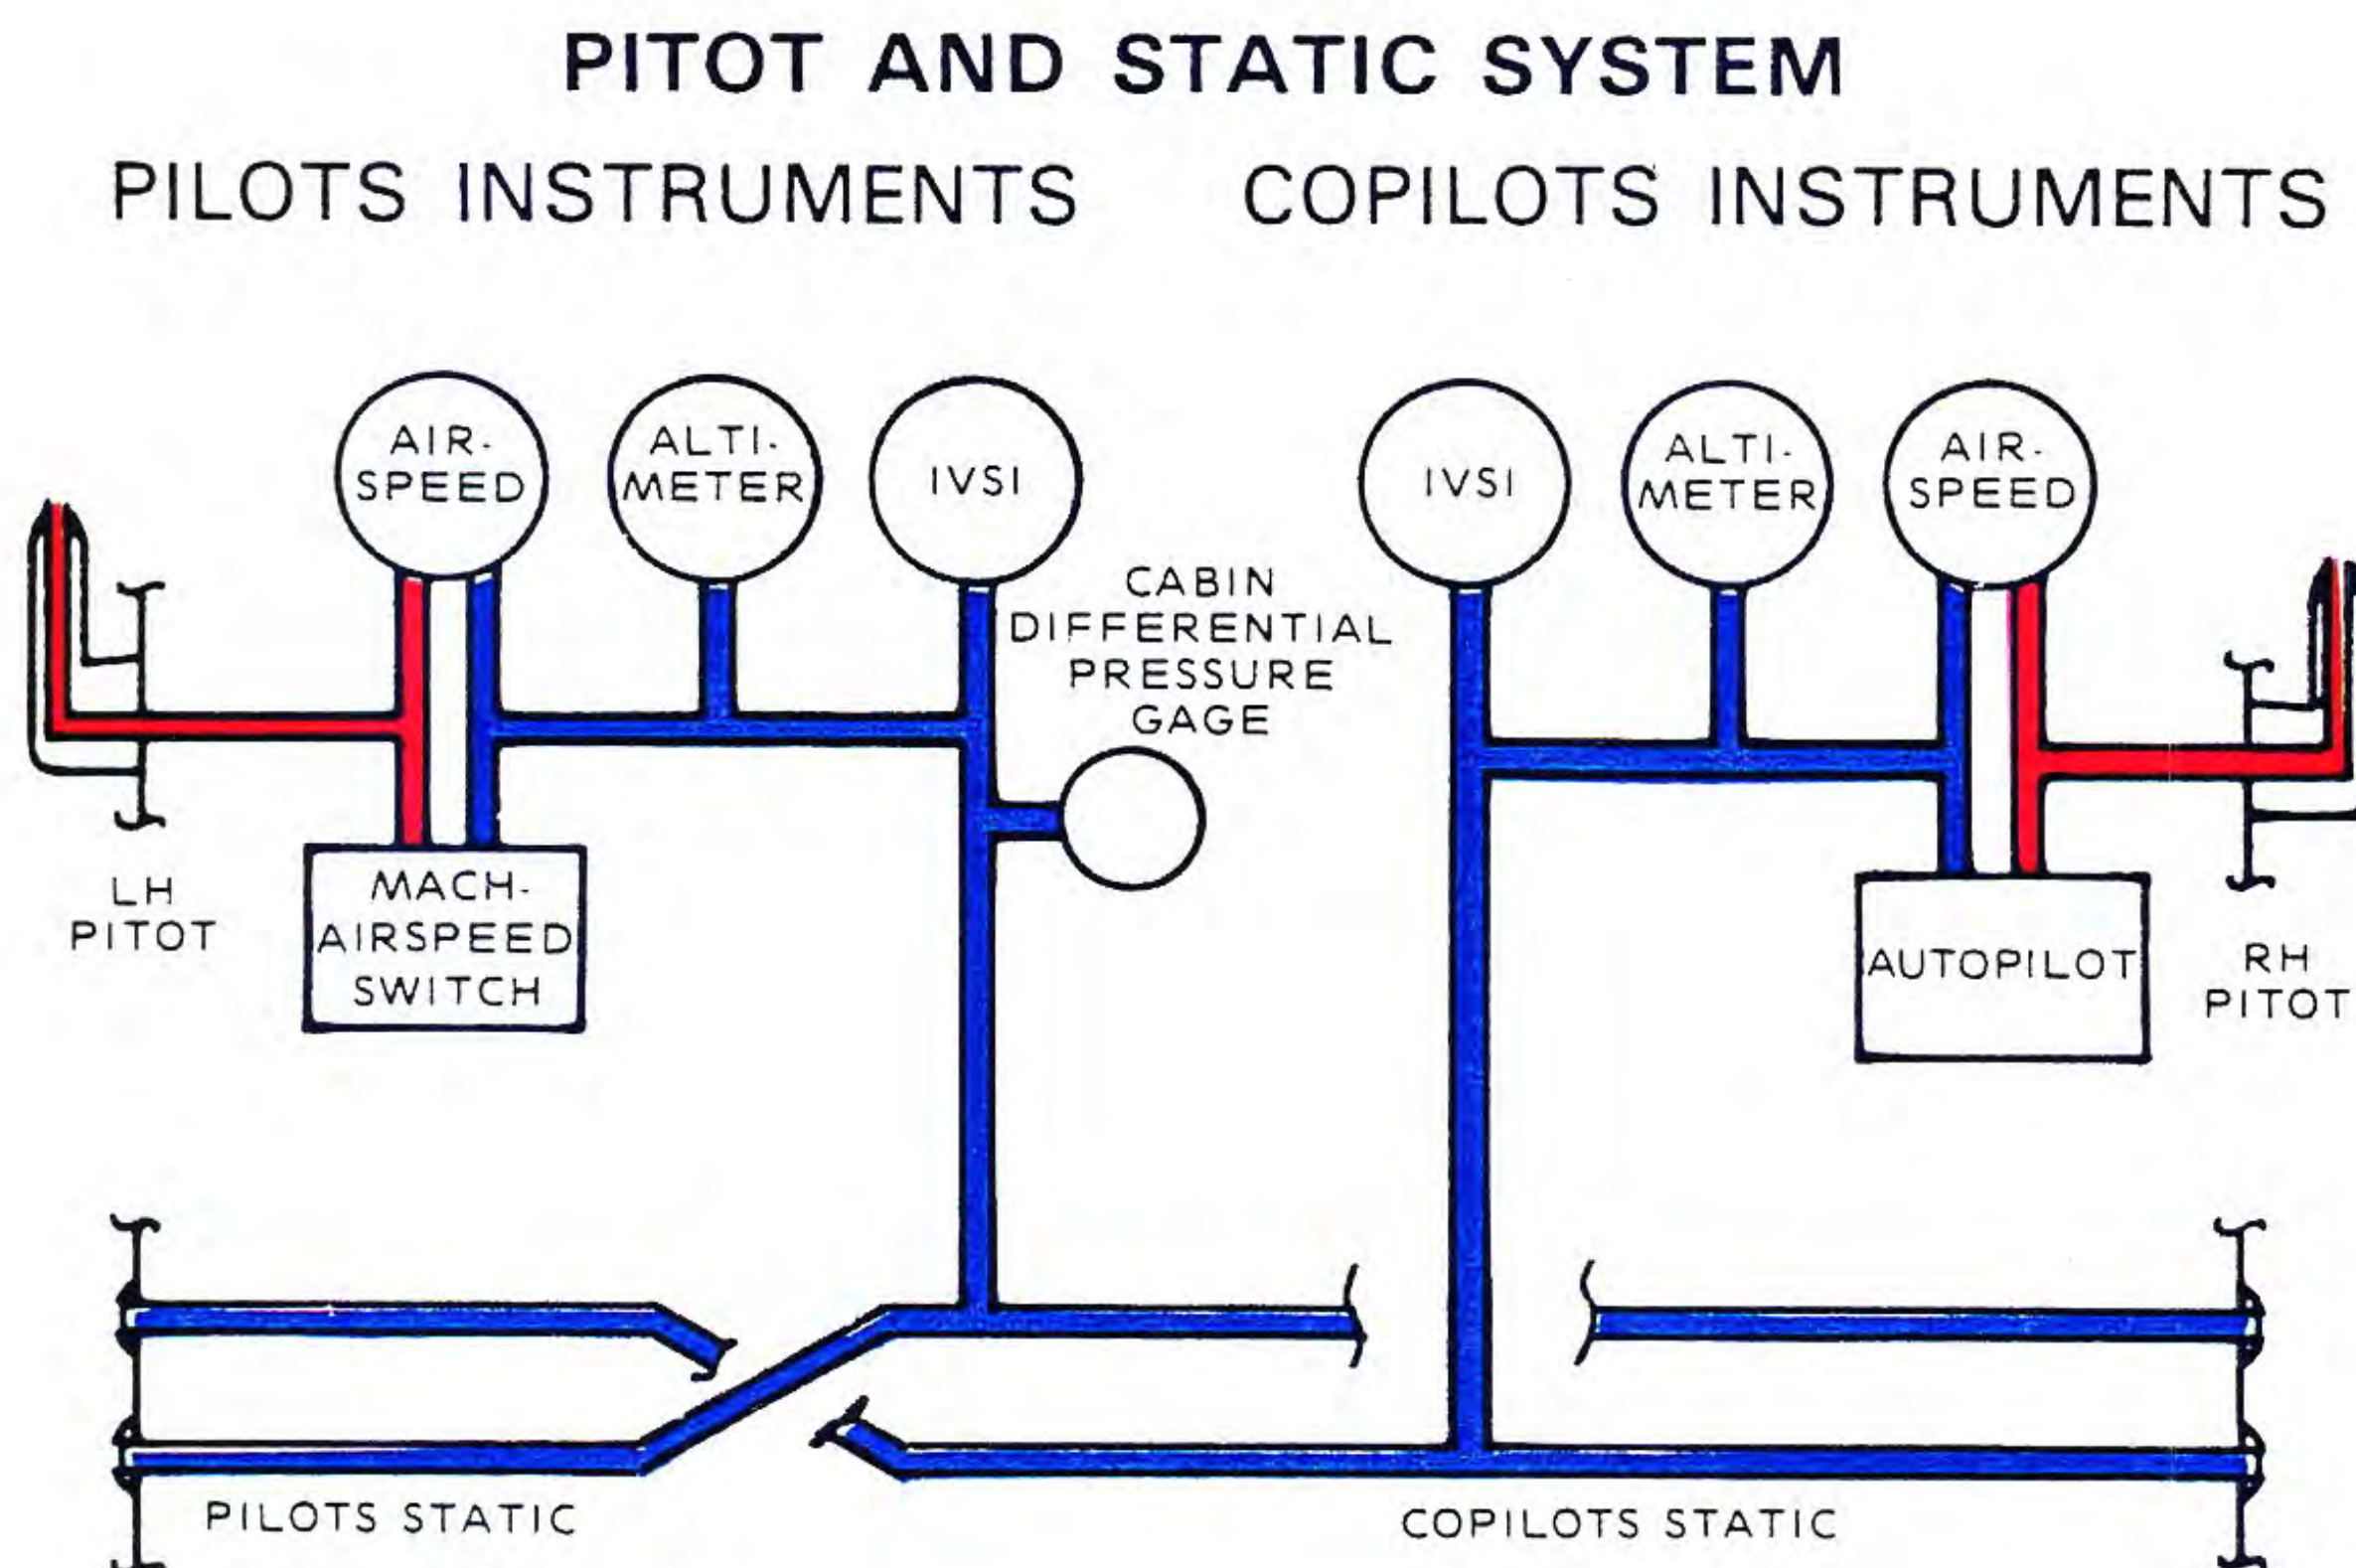 PITOT AND STATIC SYSTEM
PILOTS INSTRUMENTS
COPILOTS INSTRUMENTS
AIR-
SPEED
ALTI-
METER
IVSI
IVSI
ALTI-
METER
AIR-
SPEED
CABIN
DIFFERENTIAL
PRESSURE
GAGE
LH
PITOT
MACH-
AIRSPEED
SWITCH
AUTOPILOT
RH
PITOT
PILOTS STATIC
COPILOTS STATIC